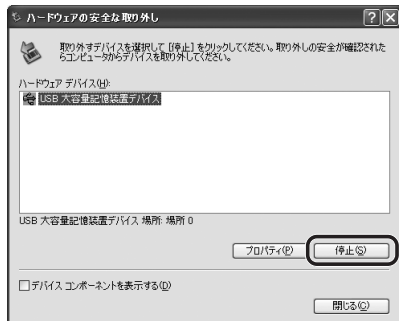 ハードウェアの安全な取り外し
取り外すデバイスを選択して [停止] をクリックしてください。取り外しの安全が確認された
らコンピュータからデバイスを取り外してください。
ハードウェア デバイス(H):
USB 大容量記憶装置デバイス
USB 大容量記憶装置デバイス 場所: 場所 0
プロパティ(P)
停止(S)
デバイス コンポーネントを表示する(D)
閉じる(C)